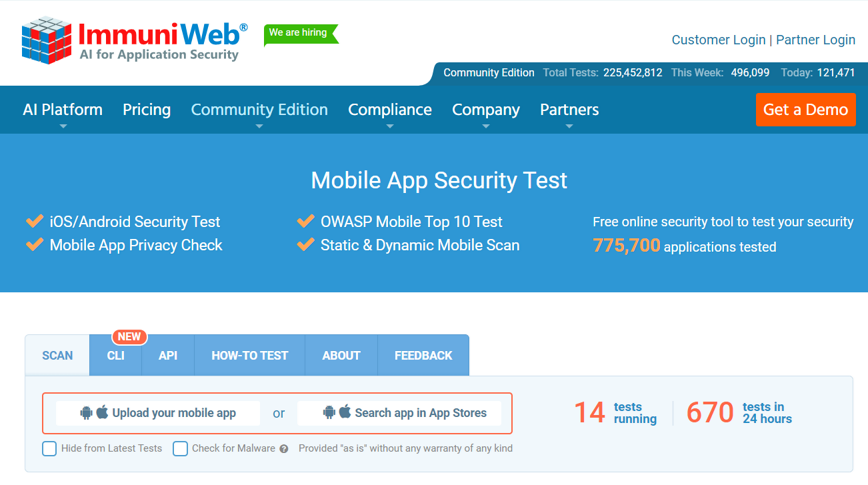 ImmuniWeb®
AI for Application Security
We are hiring
Customer Login | Partner Login
Community Edition Total Tests: 225,452,812 This Week: 496,099 Today: 121,471
AI Platform Pricing Community Edition Compliance Company Partners Get a Demo
Mobile App Security Test
iOS/Android Security Test
Mobile App Privacy Check
OWASP Mobile Top 10 Test
Static & Dynamic Mobile Scan
Free online security tool to test your security
775,700 applications tested
NEW
SCAN CLI API HOW-TO TEST ABOUT FEEDBACK
Upload your mobile app or Search app in App Stores
14 tests running
670 tests in 24 hours
Hide from Latest Tests Check for Malware ? Provided "as is" without any warranty of any kind